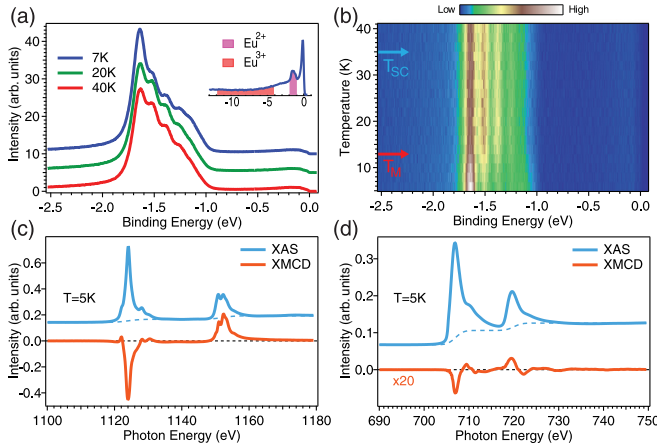 (a)
Intensity (arb. units)
40
30
20
10
0
7K
20K
40K
Eu2+
Eu3+
-10
-5
0
-2.5 -2.0 -1.5 -1.0 -0.5 0.0
Binding Energy (eV)
(b)
Low High
Temperature (K)
40
35
30
25
20
15
10
5
TSC
TM
-2.5 -2.0 -1.5 -1.0 -0.5 0.0
Binding Energy (eV)
(c)
Intensity (arb. units)
0.8
0.4
0.2
0.0
-0.2
-0.4
XAS
XMCD
T=5K
1100 1120 1140 1160 1180
Photon Energy (eV)
(d)
Intensity (arb. units)
0.3
0.2
0.1
0.0
XAS
XMCD
T=5K
x20
690 700 710 720 730 740 750
Photon Energy (eV)